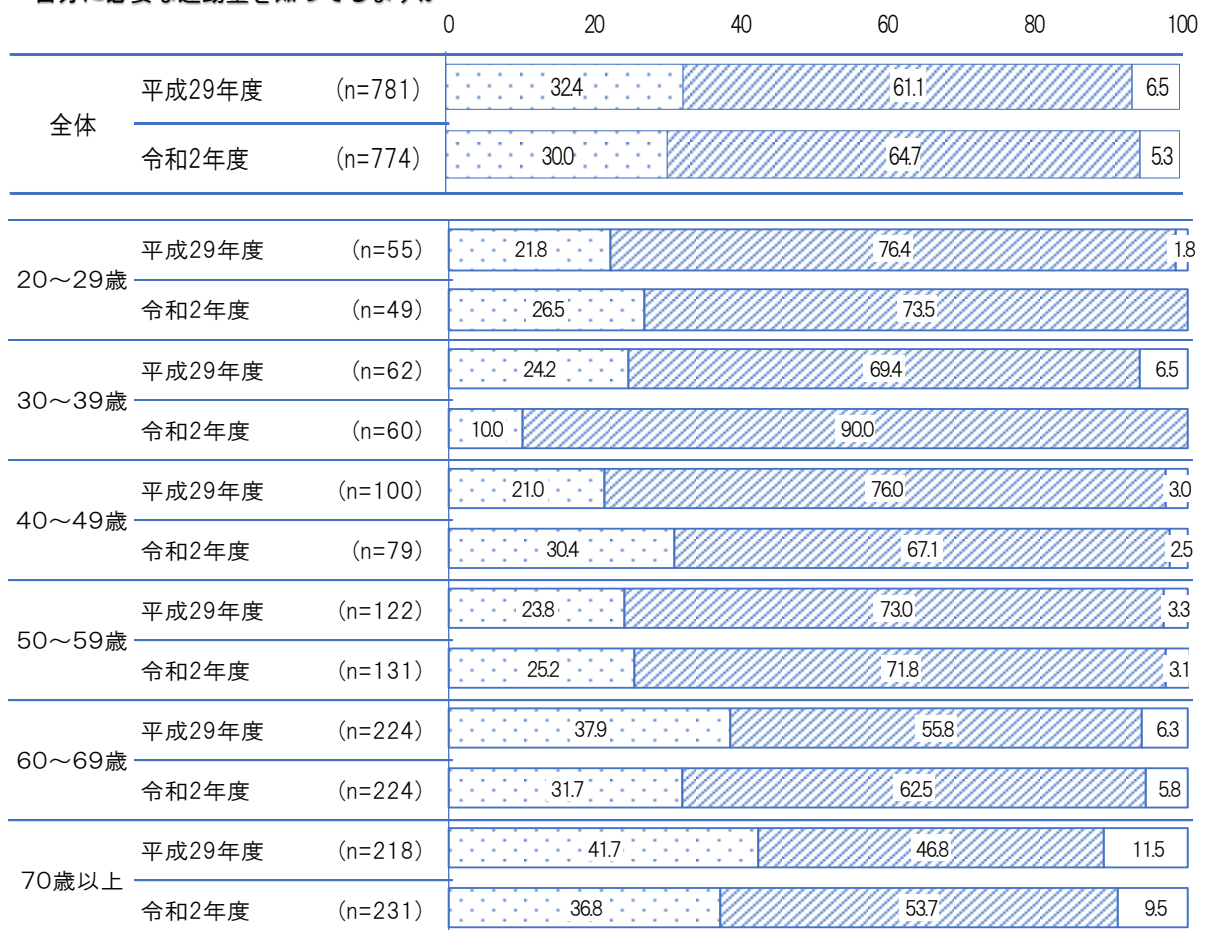 0 20 40 60 80 100
全体
平成29年度 (n=781) 32.4 61.1 6.5
令和2年度 (n=774) 30.0 64.7 5.3
20～29歳
平成29年度 (n=55) 21.8 76.4 1.8
令和2年度 (n=49) 26.5 73.5
30～39歳
平成29年度 (n=62) 24.2 69.4 6.5
令和2年度 (n=60) 10.0 90.0
40～49歳
平成29年度 (n=100) 21.0 76.0 3.0
令和2年度 (n=79) 30.4 67.1 2.5
50～59歳
平成29年度 (n=122) 23.8 73.0 3.3
令和2年度 (n=131) 25.2 71.8 3.1
60～69歳
平成29年度 (n=224) 37.9 55.8 6.3
令和2年度 (n=224) 31.7 62.5 5.8
70歳以上
平成29年度 (n=218) 41.7 46.8 11.5
令和2年度 (n=231) 36.8 53.7 9.5